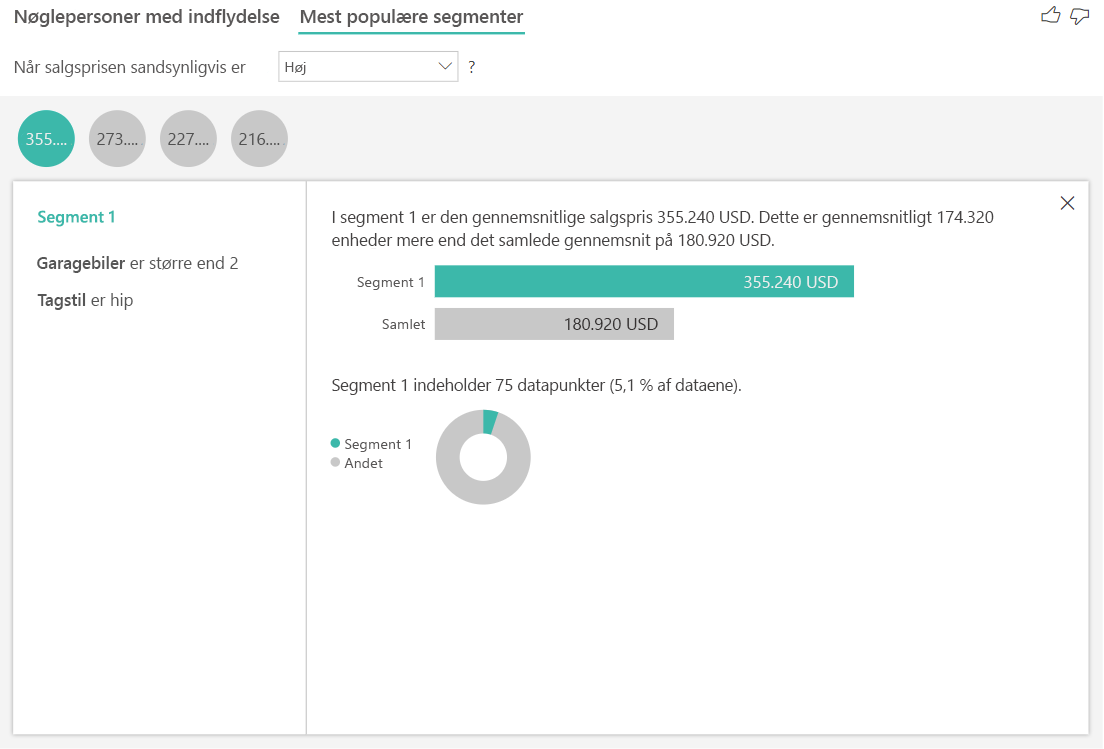 Nøglepersoner med indflydelse Mest populære segmenter
Når salgsprisen sandsynligvis er Høj ?
355.... 273.... 227.... 216....
Segment 1
Garagebiler er større end 2
Tagstil er hip
I segment 1 er den gennemsnitlige salgspris 355.240 USD. Dette er gennemsnitligt 174.320
enheder mere end det samlede gennemsnit på 180.920 USD.
Segment 1 355.240 USD
Samlet 180.920 USD
Segment 1 indeholder 75 datapunkter (5,1 % af dataene).
Segment 1
Andet